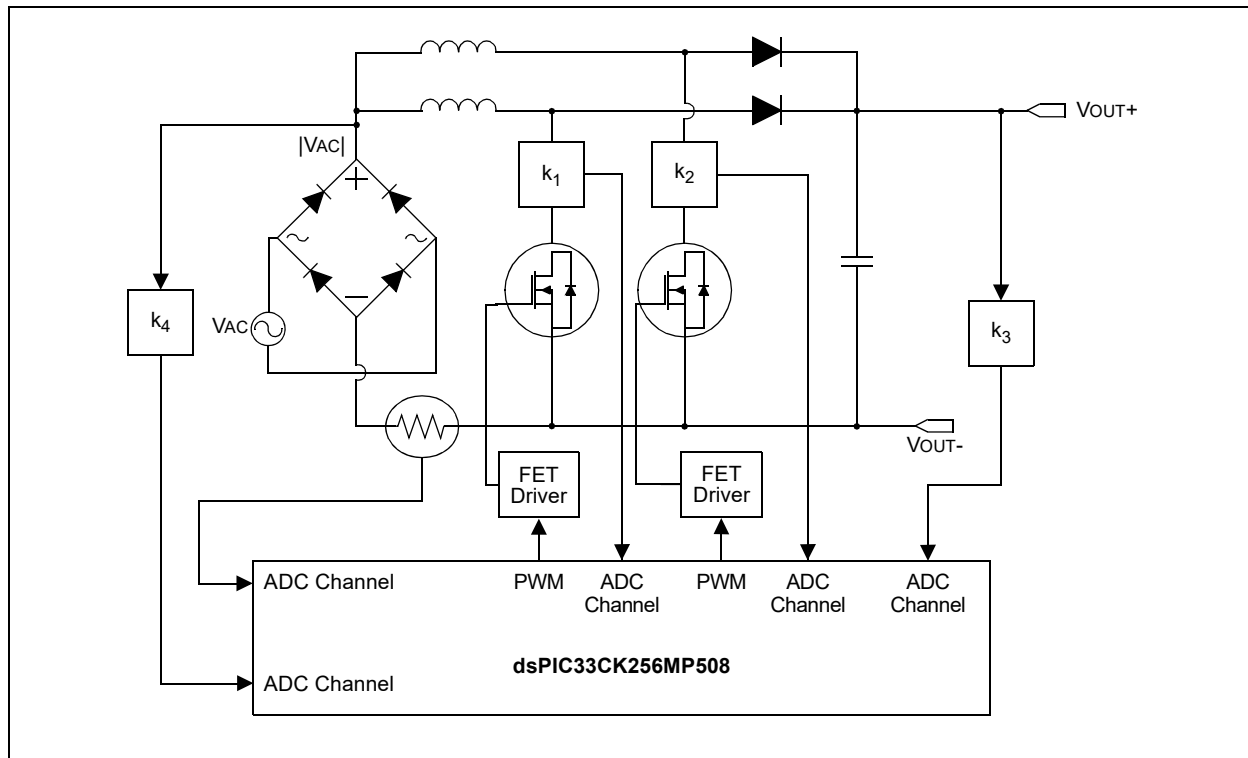 VOUT+
|VAC|
k1
k2
k4
VAC
k3
VOUT-
FET
Driver
FET
Driver
ADC Channel
PWM
ADC
Channel
PWM
ADC
Channel
ADC
Channel
dsPIC33CK256MP508
ADC Channel